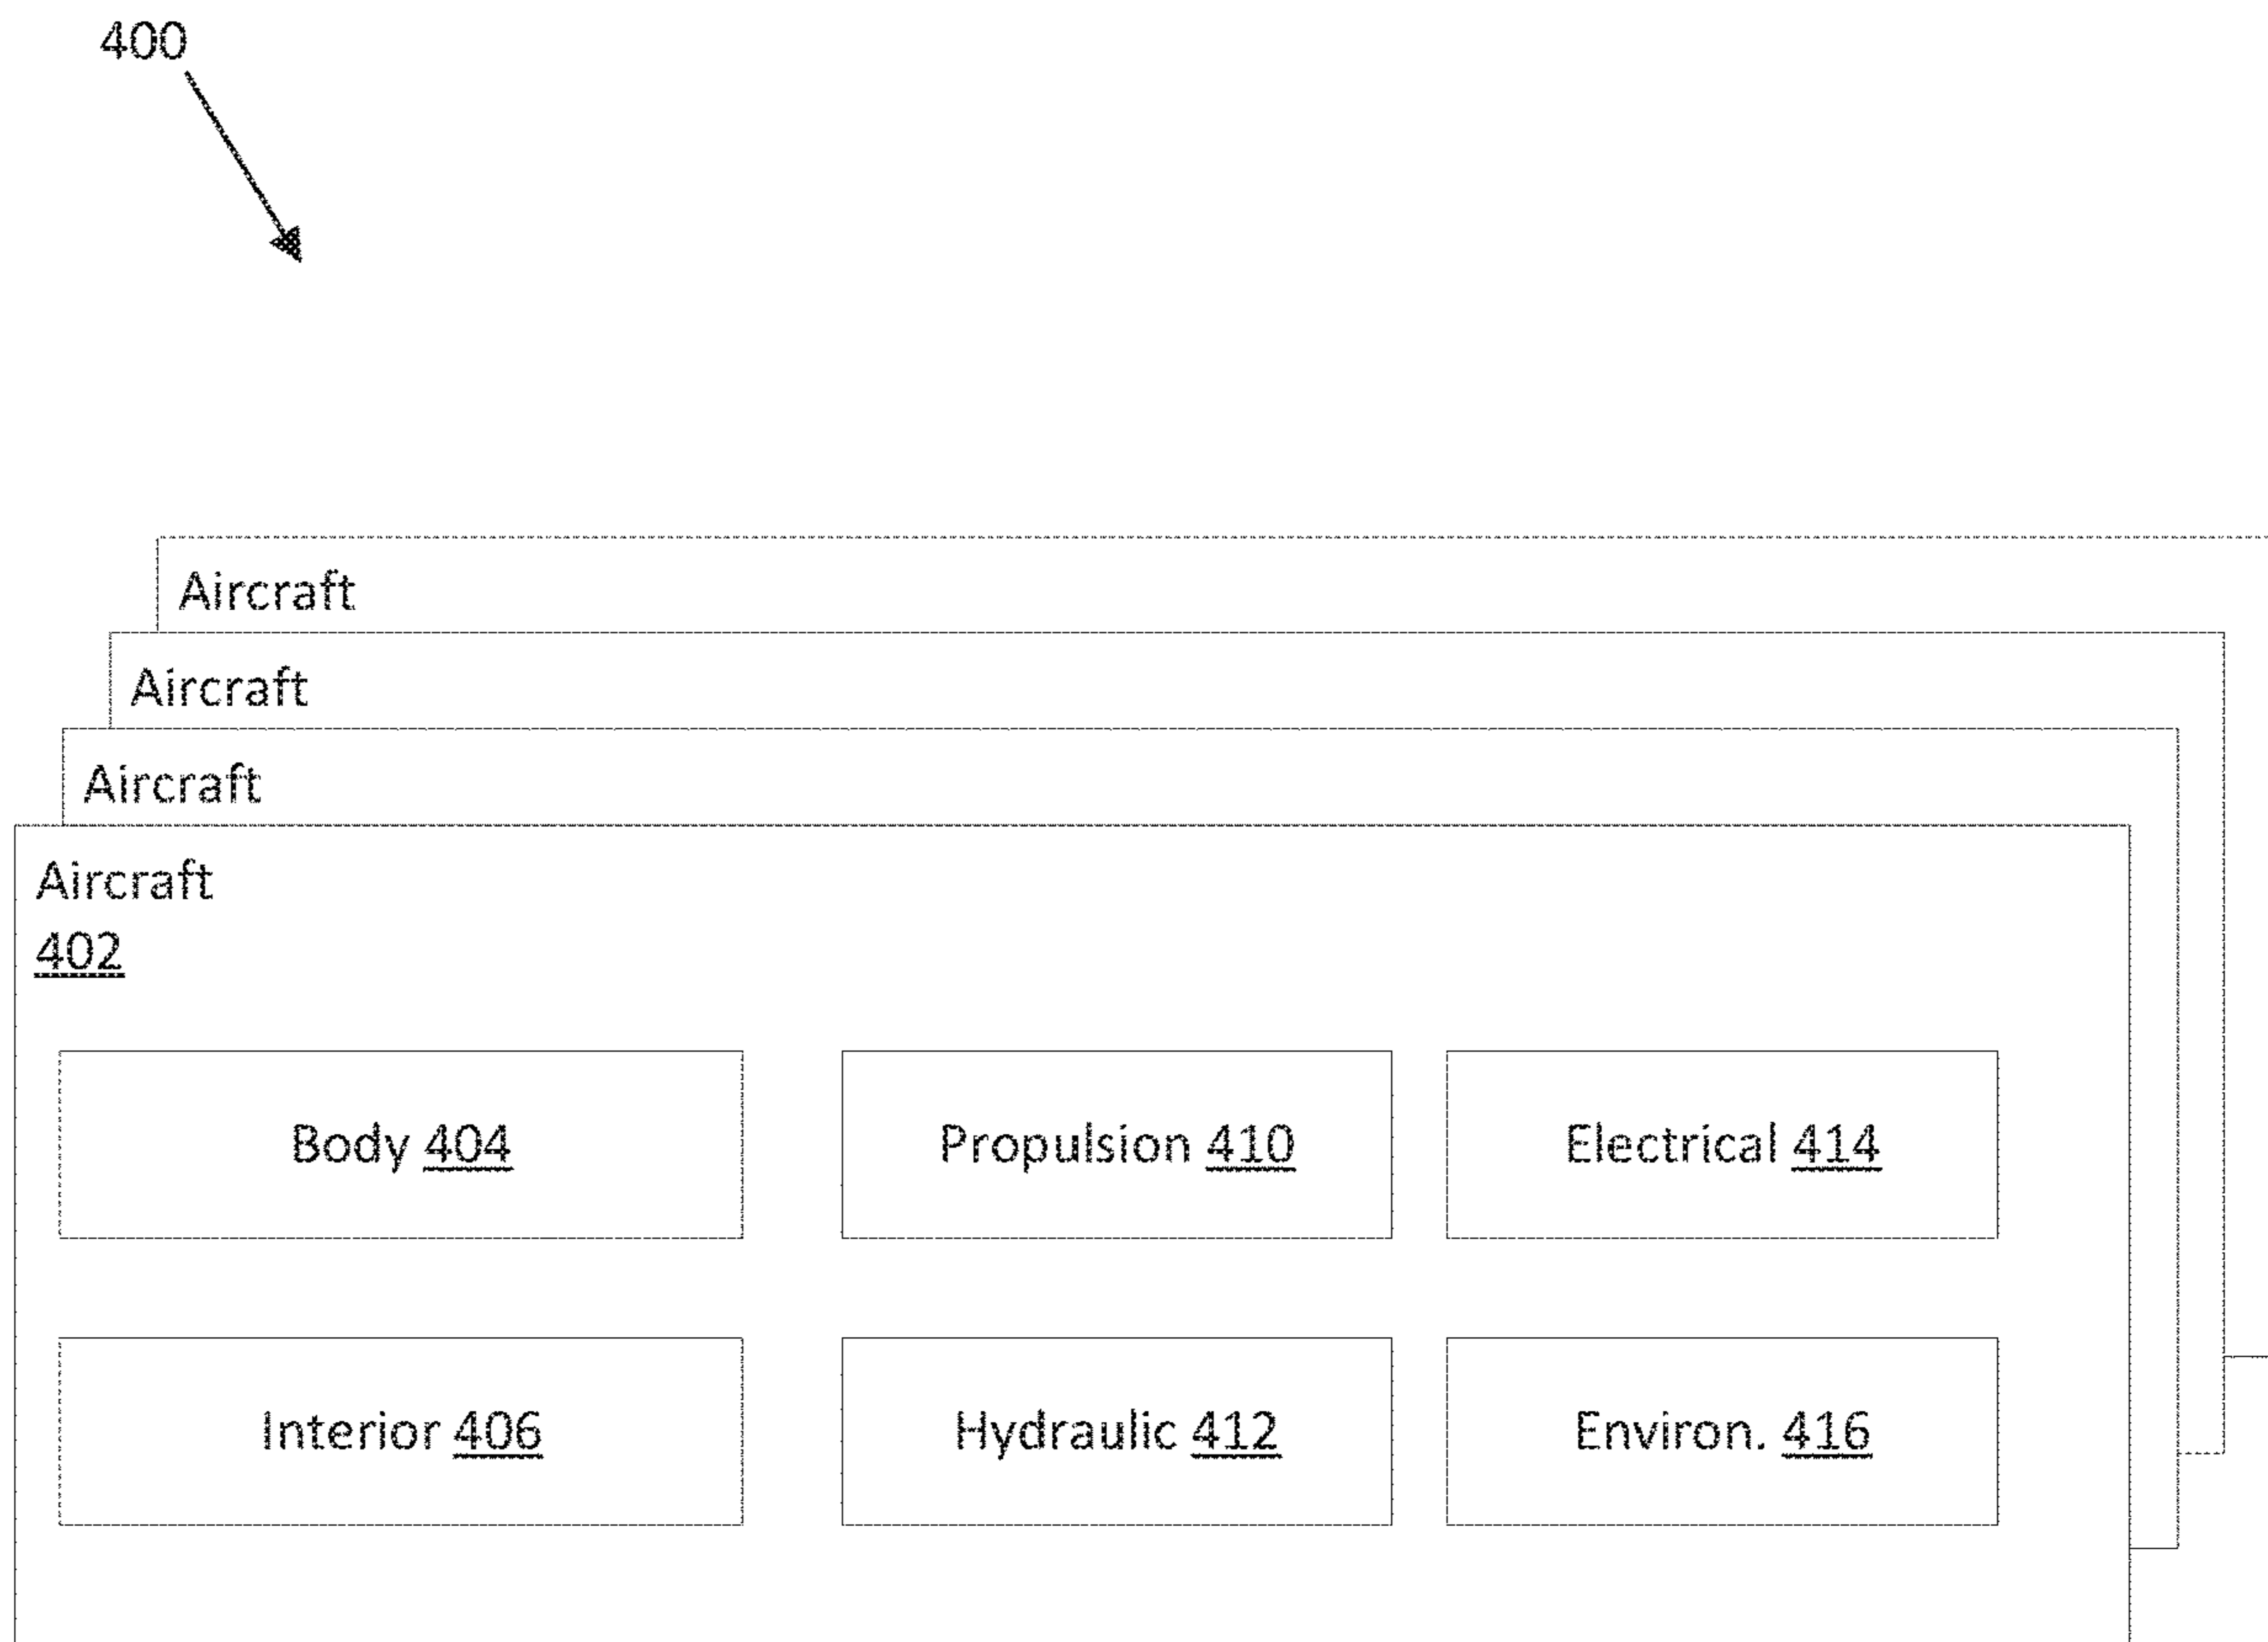 400
Aircraft
Aircraft
Aircraft
Aircraft
402
Body 404
Propulsion 410
Electrical 414
Interior 406
Hydraulic 412
Environ. 416